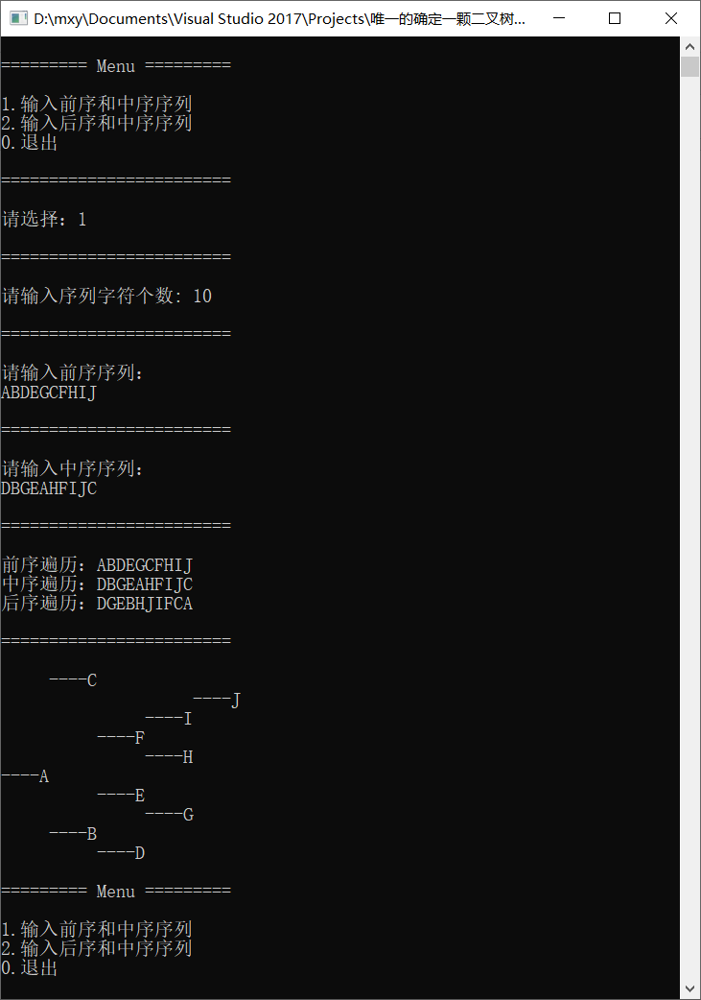 D:\mxy\Documents\Visual Studio 2017\Projects\唯一的确定一颗二叉树...
========= Menu =========
1.输入前序和中序序列
2.输入后序和中序序列
0.退出
========================
请选择：1
========================
请输入序列字符个数：10
========================
请输入前序序列：
ABDEGCFHIJ
========================
请输入中序序列：
DBGEAHFIJC
========================
前序遍历：ABDEGCFHIJ
中序遍历：DBGEAHFIJC
后序遍历：DGEBHJIFCA
========================
     ----C
                    ----J
               ----I
          ----F
               ----H
----A
          ----E
               ----G
     ----B
          ----D
========= Menu =========
1.输入前序和中序序列
2.输入后序和中序序列
0.退出